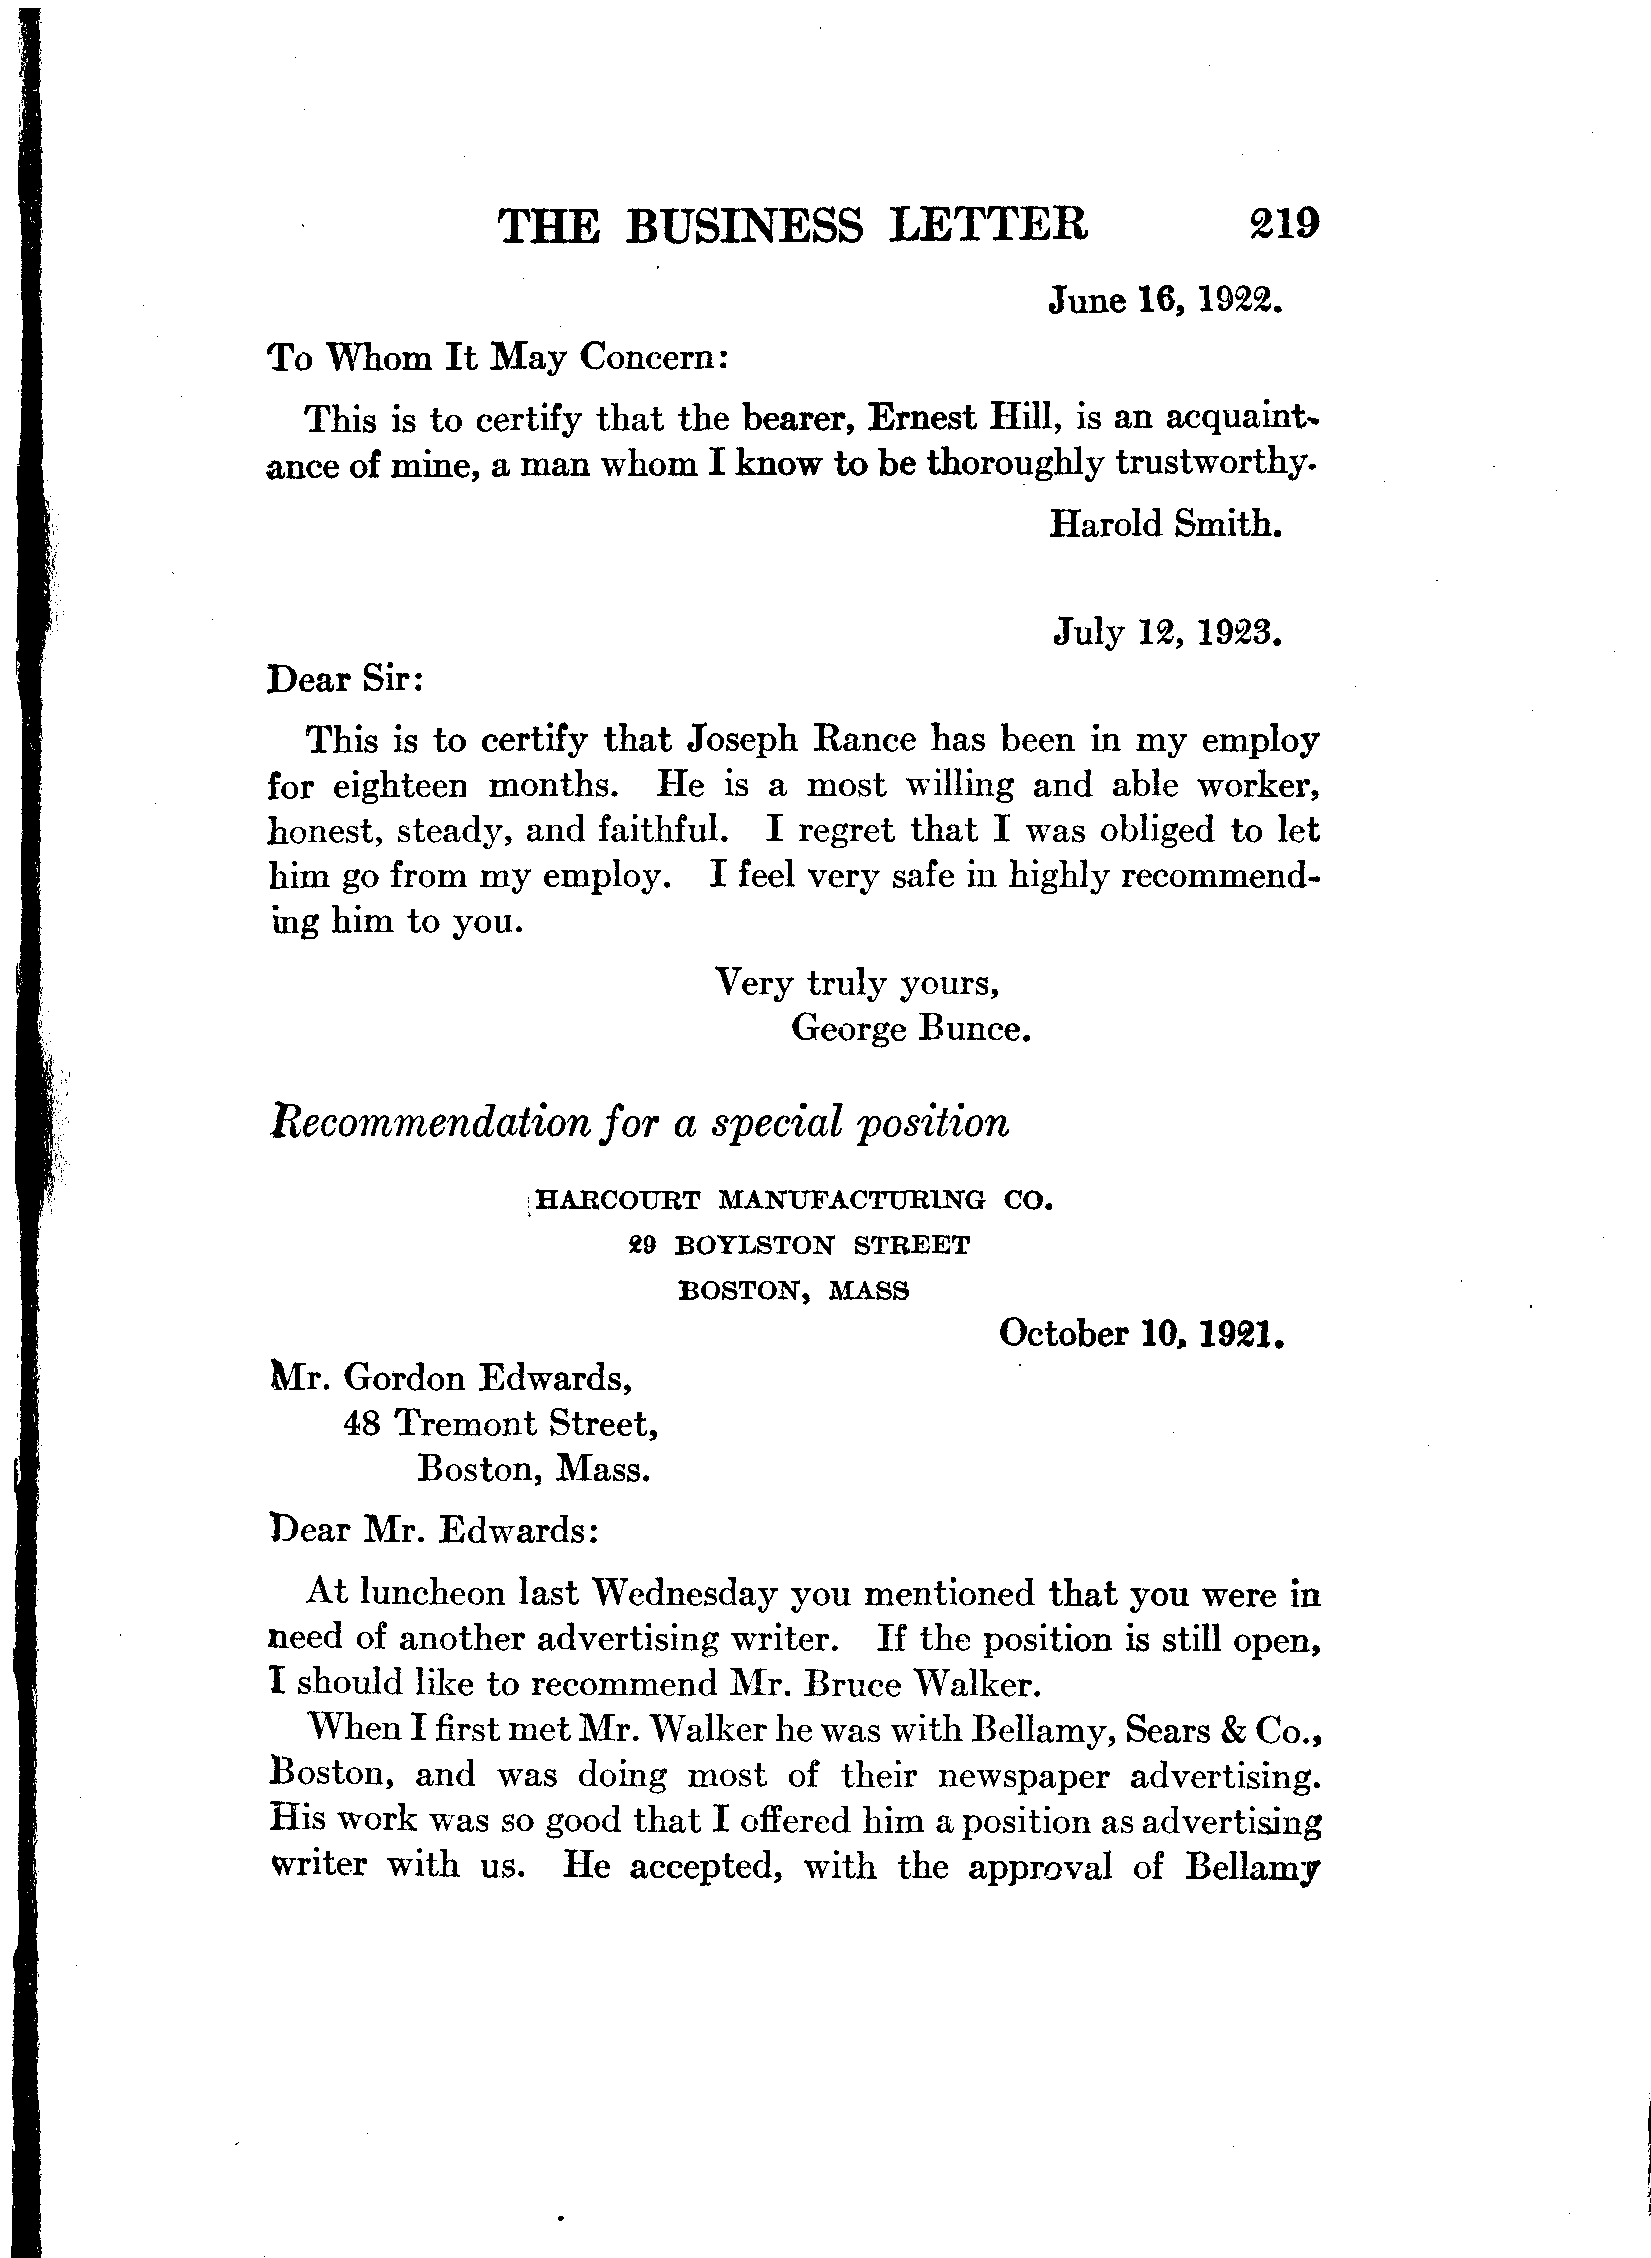 THE BUSINESS LETTER 219
June 16, 1922.
To Whom It May Concern:
This is to certify that the bearer, Ernest Hill, is an acquaint-
ance of mine, a man whom I know to be thoroughly trustworthy.
Harold Smith.
July 12, 1923.
Dear Sir:
This is to certify that Joseph Rance has been in my employ
for eighteen months. He is a most willing and able worker,
honest, steady, and faithful. I regret that I was obliged to let
him go from my employ. I feel very safe in highly recommend-
ing him to you.
Very truly yours,
George Bunce.
Recommendation for a special position
HARCOURT MANUFACTURING CO.
29 BOYLSTON STREET
BOSTON, MASS
October 10, 1921.
Mr. Gordon Edwards,
48 Tremont Street,
Boston, Mass.
Dear Mr. Edwards:
At luncheon last Wednesday you mentioned that you were in
need of another advertising writer. If the position is still open,
I should like to recommend Mr. Bruce Walker.
When I first met Mr. Walker he was with Bellamy, Sears & Co.,
Boston, and was doing most of their newspaper advertising.
His work was so good that I offered him a position as advertising
writer with us. He accepted, with the approval of Bellamy